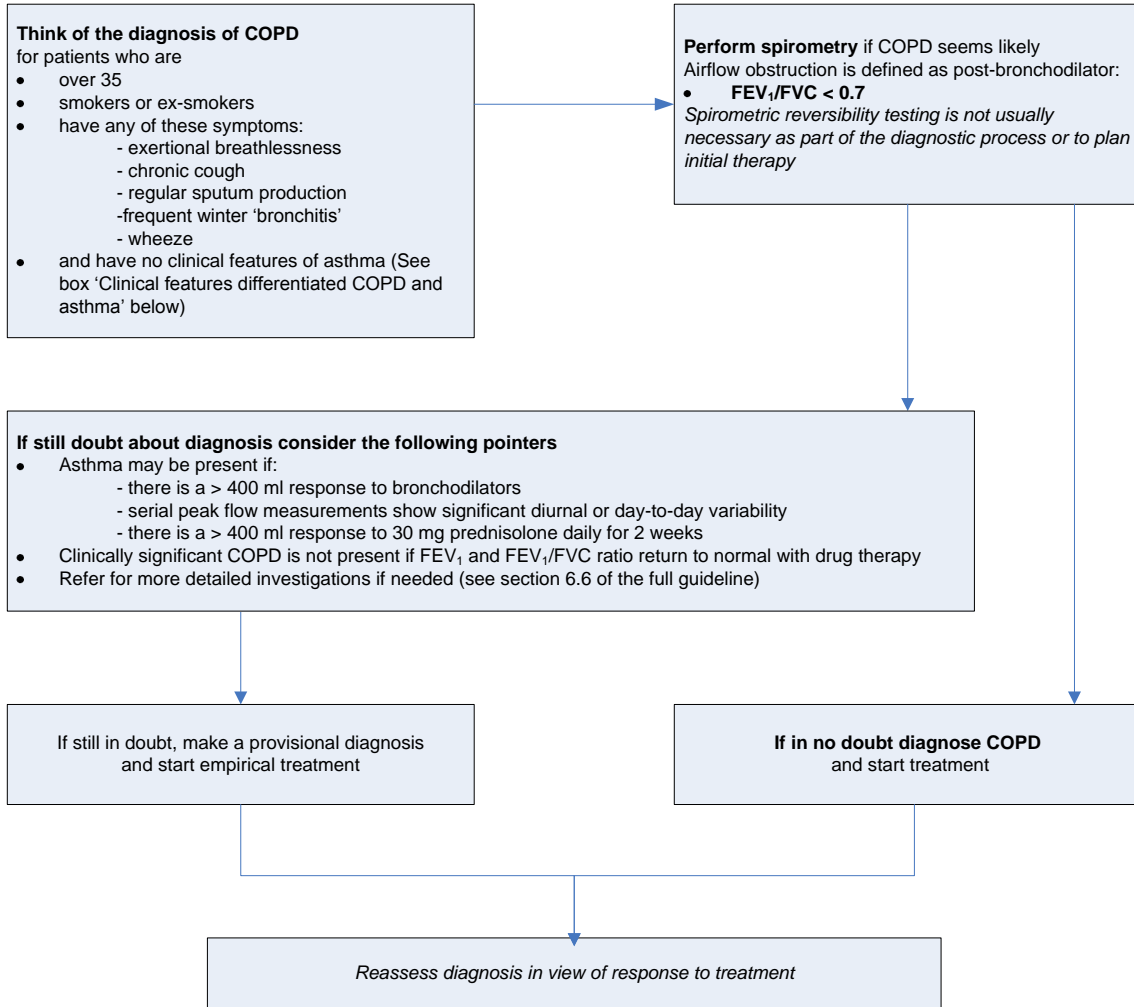 Think of the diagnosis of COPD
for patients who are
• over 35
• smokers or ex-smokers
• have any of these symptoms:
- exertional breathlessness
- chronic cough
- regular sputum production
-frequent winter ‘bronchitis’
- wheeze
• and have no clinical features of asthma (See
box ‘Clinical features differentiated COPD and
asthma’ below)
Perform spirometry if COPD seems likely
Airflow obstruction is defined as post-bronchodilator:
• FEV₁/FVC < 0.7
Spirometric reversibility testing is not usually
necessary as part of the diagnostic process or to plan
initial therapy
If still doubt about diagnosis consider the following pointers
• Asthma may be present if:
- there is a > 400 ml response to bronchodilators
- serial peak flow measurements show significant diurnal or day-to-day variability
- there is a > 400 ml response to 30 mg prednisolone daily for 2 weeks
• Clinically significant COPD is not present if FEV₁ and FEV₁/FVC ratio return to normal with drug therapy
• Refer for more detailed investigations if needed (see section 6.6 of the full guideline)
If still in doubt, make a provisional diagnosis
and start empirical treatment
If in no doubt diagnose COPD
and start treatment
Reassess diagnosis in view of response to treatment